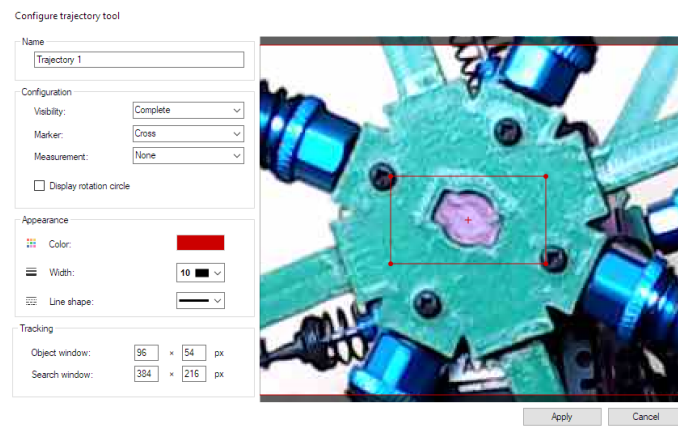 Configure trajectory tool
Name
Trajectory 1
Configuration
Visibility: Complete
Marker: Cross
Measurement: None
Display rotation circle
Appearance
Color:
Width: 10
Line shape:
Tracking
Object window: 96 × 54 px
Search window: 384 × 216 px
Apply Cancel